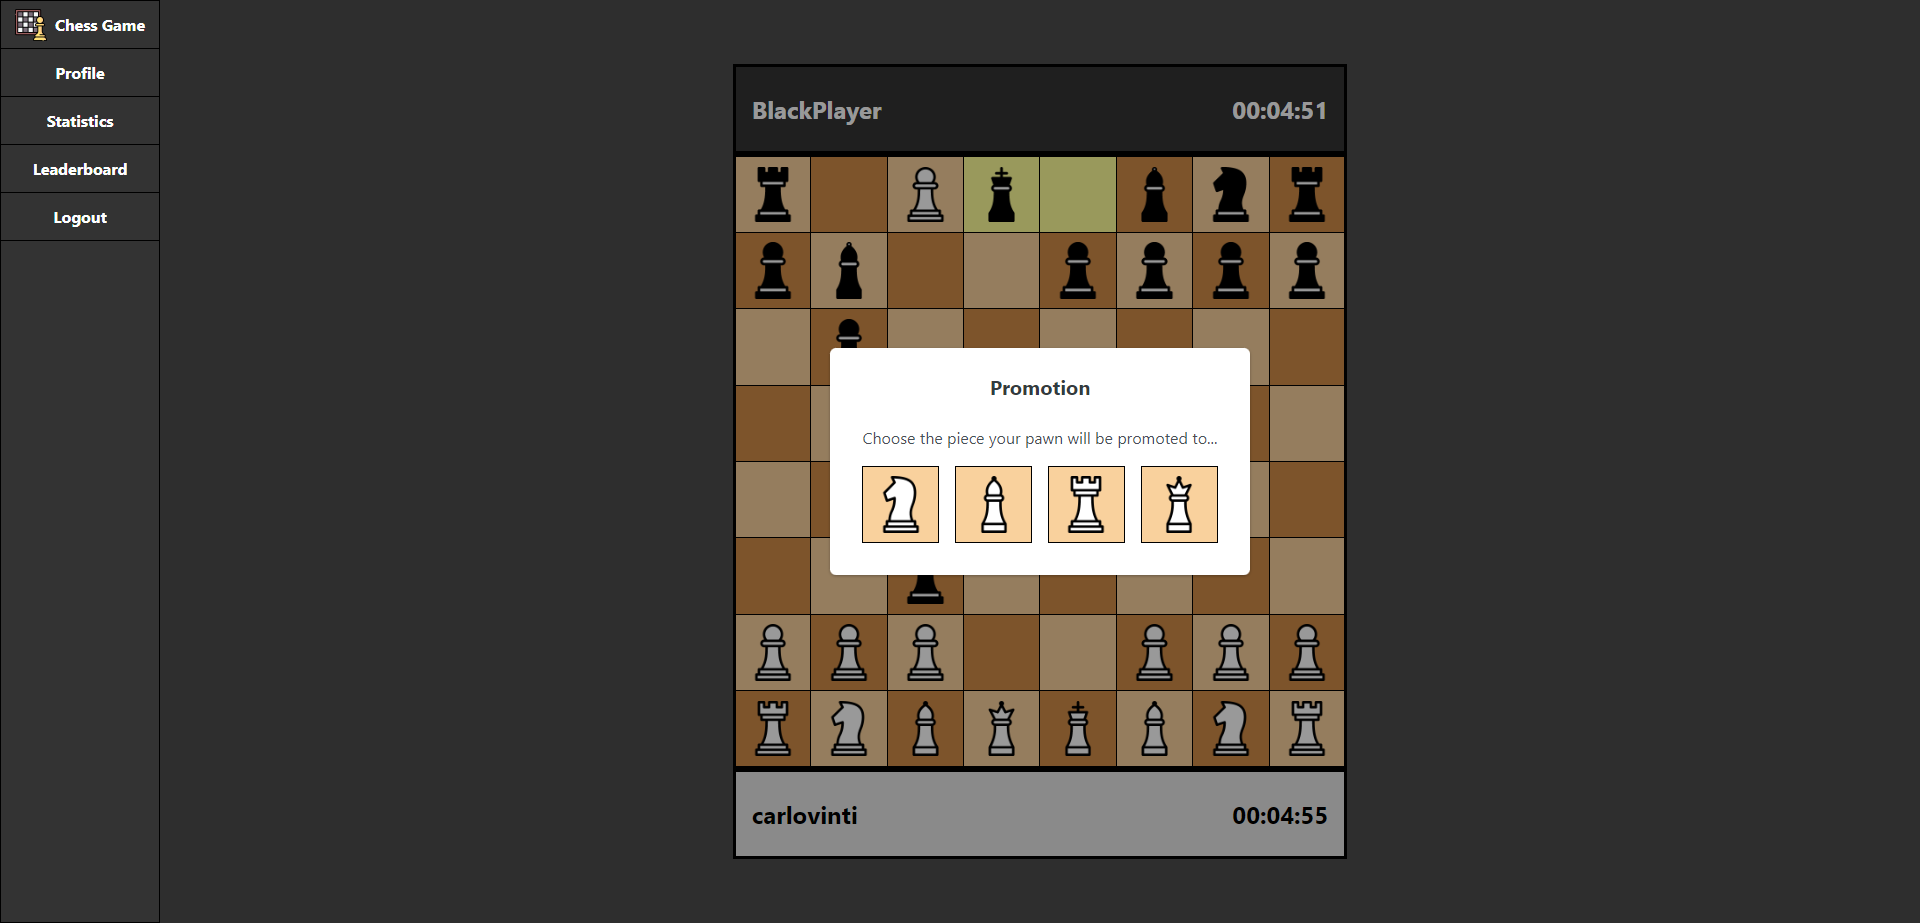 Chess Game
Profile
Statistics
Leaderboard
Logout
BlackPlayer 00:04:51
Promotion
Choose the piece your pawn will be promoted to...
carlovinti 00:04:55